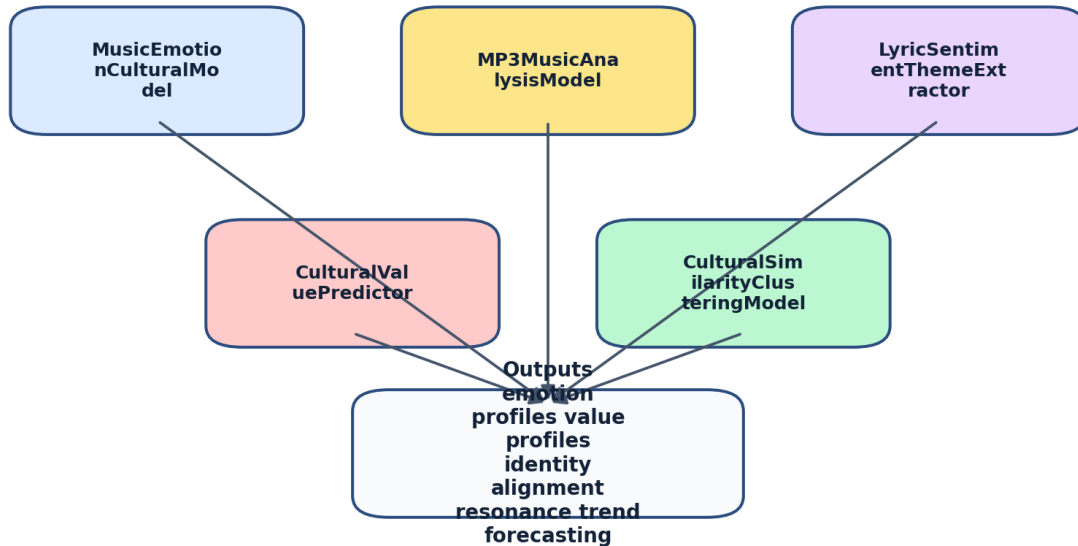 MusicEmotio
nCulturalMo
del
MP3MusicAna
lysisModel
LyricSentim
entThemeExt
ractor
CulturalVal
uePredictor
CulturalSim
ilarityClus
teringModel
Outputs
emotion
profiles value
profiles
identity
alignment
resonance trend
forecasting